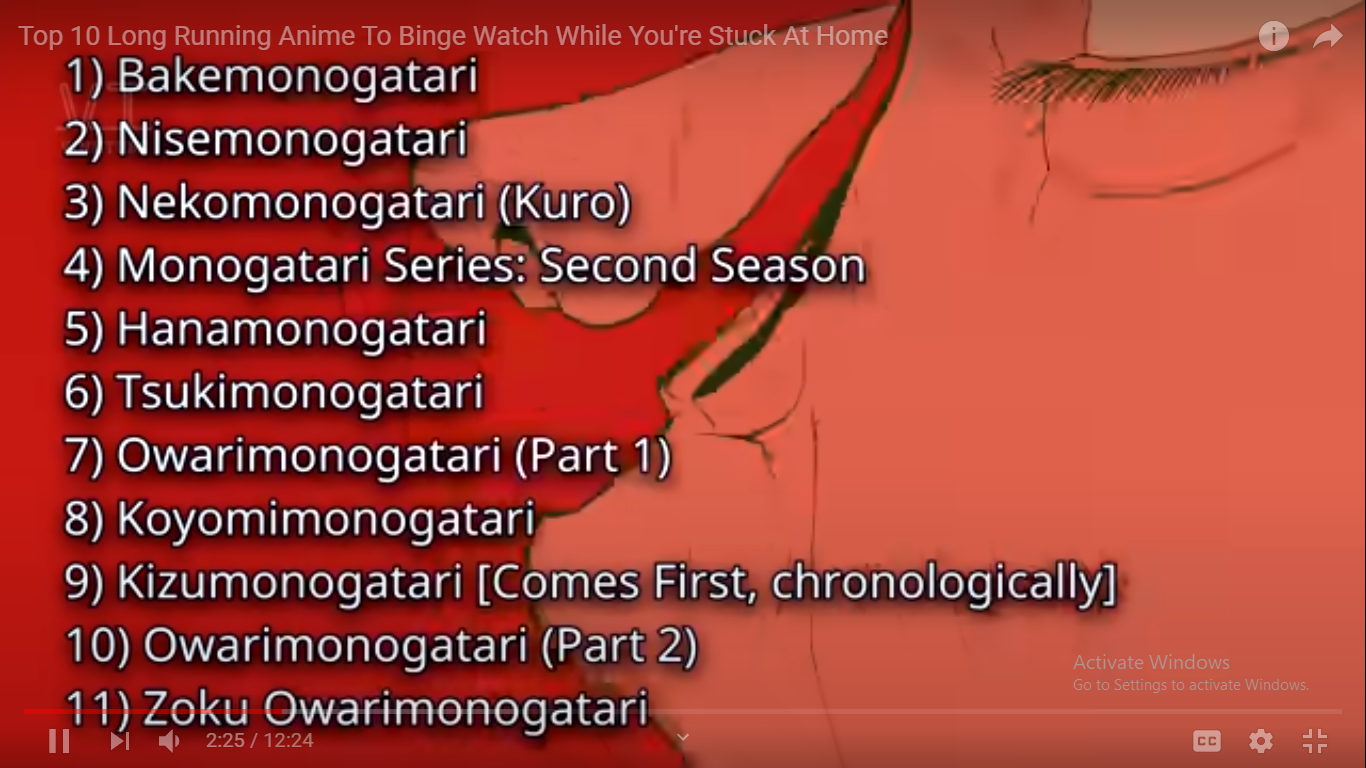 Top 10 Long Running Anime To Binge Watch While You're Stuck At Home
1) Bakemonogatari
2) Nisemonogatari
3) Nekomonogatari (Kuro)
4) Monogatari Series: Second Season
5) Hanamonogatari
6) Tsukimonogatari
7) Owarimonogatari (Part 1)
8) Koyomimonogatari
9) Kizumonogatari [Comes First, chronologically]
10) Owarimonogatari (Part 2)
Activate Windows
Go to Settings to activate Windows.
11) Zoku Owarimonogatari
2:25 / 12:24
CC